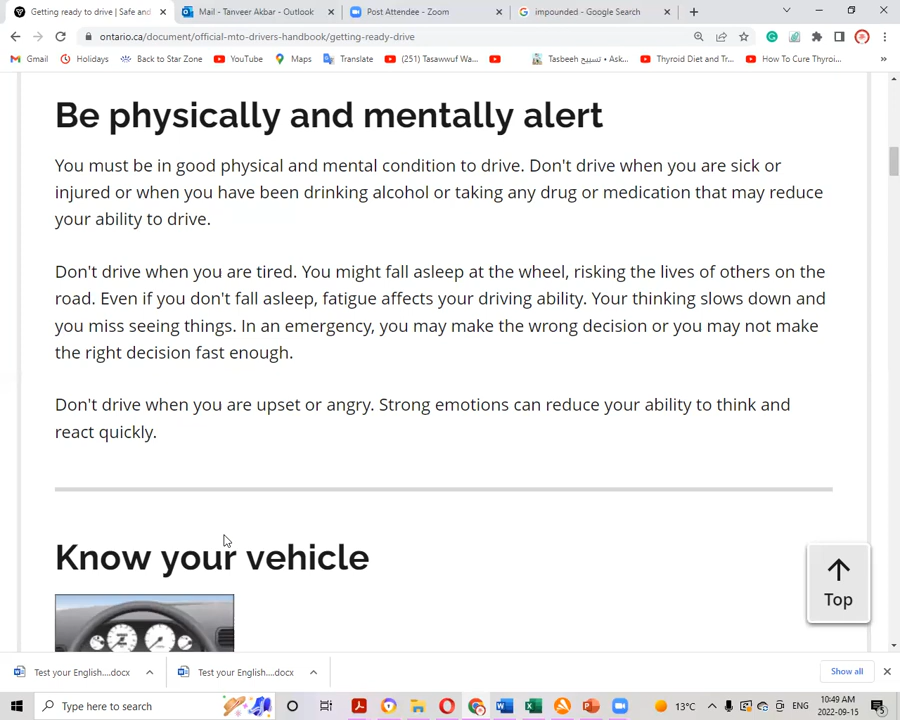 Getting ready to drive | Safe and
Mail - Tanveer Akbar - Outlook
Post Attendee - Zoom
impounded - Google Search
ontario.ca/document/official-mto-drivers-handbook/getting-ready-drive
Gmail
Holidays
Back to Star Zone
YouTube
Maps
Translate
(251) Tasawwuf Wa...
Tasbeeh تسبيح • Ask...
Thyroid Diet and Tr...
How To Cure Thyroi...
Be physically and mentally alert
You must be in good physical and mental condition to drive. Don't drive when you are sick or
injured or when you have been drinking alcohol or taking any drug or medication that may reduce
your ability to drive.
Don't drive when you are tired. You might fall asleep at the wheel, risking the lives of others on the
road. Even if you don't fall asleep, fatigue affects your driving ability. Your thinking slows down and
you miss seeing things. In an emergency, you may make the wrong decision or you may not make
the right decision fast enough.
Don't drive when you are upset or angry. Strong emotions can reduce your ability to think and
react quickly.
Know your vehicle
Top
Test your English....docx
Test your English....docx
Show all
Type here to search
13°C
ENG
10:49 AM
2022-09-15